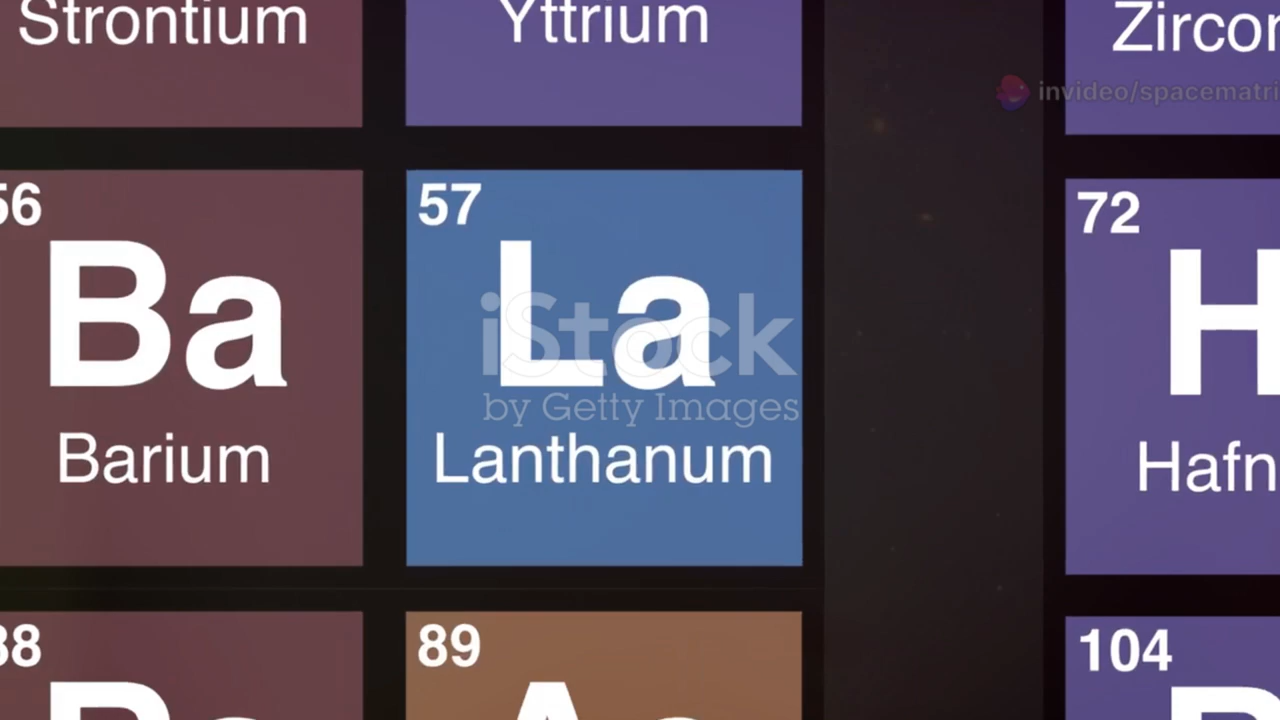 Strontium
Yttrium
Zircon
invideo/spacematri
56
Ba
Barium
57
La
Lanthanum
iStock
by Getty Images
72
H
Hafn
88
89
104